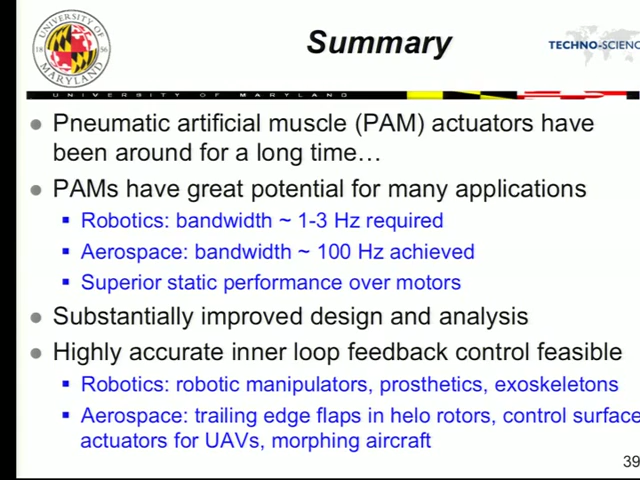 UNIVERSITY OF
18 56
MARYLAND
Summary
TECHNO-SCIENC
UNIVERSITY OF MARYLAND
Pneumatic artificial muscle (PAM) actuators have
been around for a long time…
PAMs have great potential for many applications
Robotics: bandwidth ~ 1-3 Hz required
Aerospace: bandwidth ~ 100 Hz achieved
Superior static performance over motors
Substantially improved design and analysis
Highly accurate inner loop feedback control feasible
Robotics: robotic manipulators, prosthetics, exoskeletons
Aerospace: trailing edge flaps in helo rotors, control surface
actuators for UAVs, morphing aircraft
39